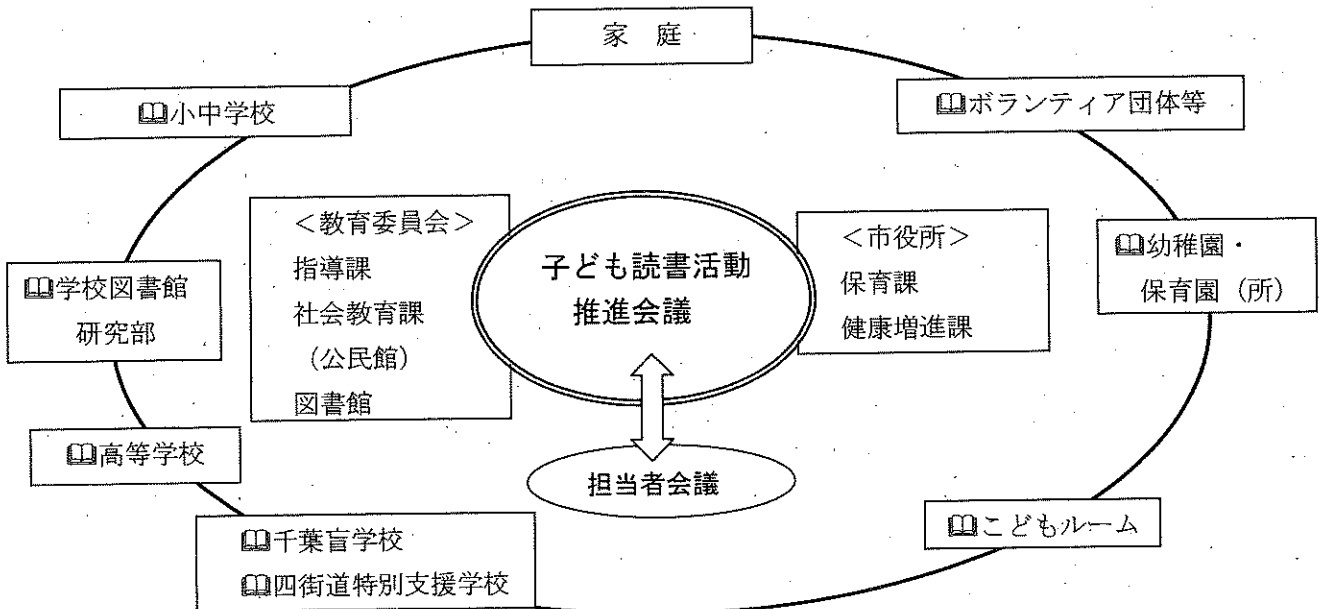 家 庭
🕮小中学校
🕮ボランティア団体等
＜教育委員会＞
指導課
社会教育課
（公民館）
図書館
子ども読書活動
推進会議
＜市役所＞
保育課
健康増進課
🕮幼稚園・
保育園（所）
🕮学校図書館
研究部
🕮高等学校
担当者会議
🕮こどもルーム
🕮千葉盲学校
🕮四街道特別支援学校